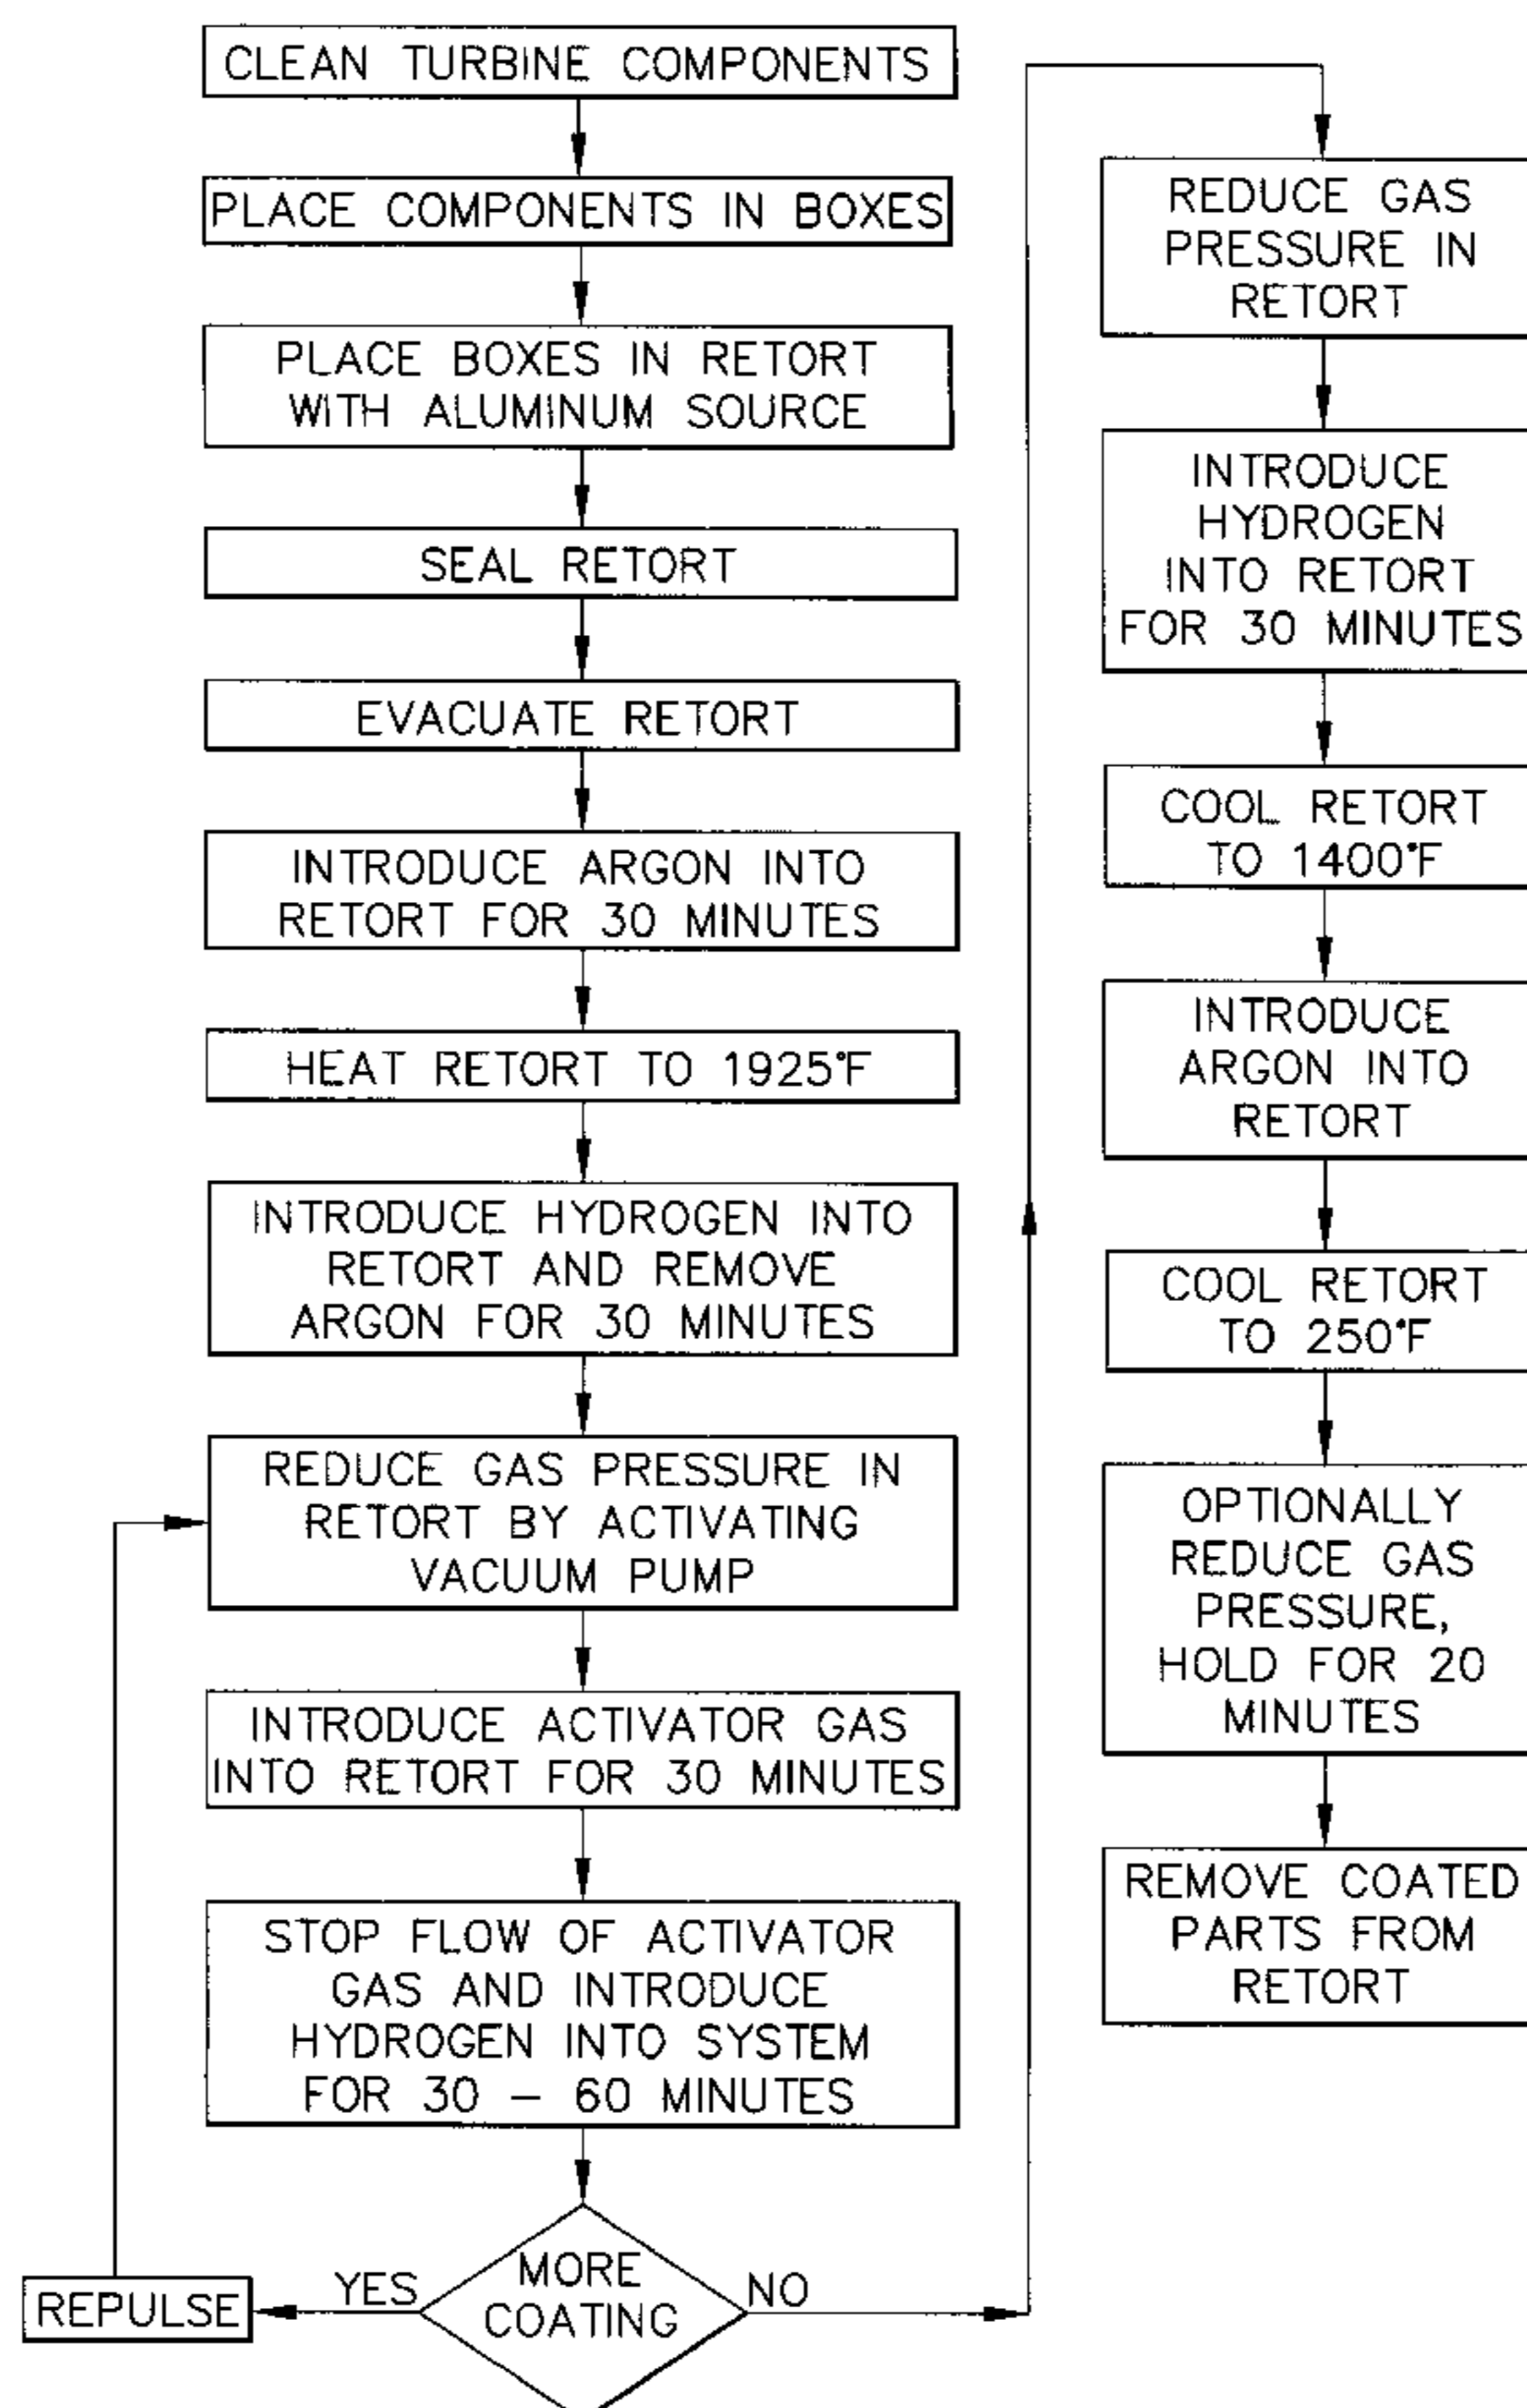 CLEAN TURBINE COMPONENTS
PLACE COMPONENTS IN BOXES
PLACE BOXES IN RETORT
WITH ALUMINUM SOURCE
SEAL RETORT
EVACUATE RETORT
INTRODUCE ARGON INTO
RETORT FOR 30 MINUTES
HEAT RETORT TO 1925°F
INTRODUCE HYDROGEN INTO
RETORT AND REMOVE
ARGON FOR 30 MINUTES
REDUCE GAS PRESSURE IN
RETORT BY ACTIVATING
VACUUM PUMP
INTRODUCE ACTIVATOR GAS
INTO RETORT FOR 30 MINUTES
STOP FLOW OF ACTIVATOR
GAS AND INTRODUCE
HYDROGEN INTO SYSTEM
FOR 30 – 60 MINUTES
MORE
COATING
YES
REPULSE
NO
REDUCE GAS
PRESSURE IN
RETORT
INTRODUCE
HYDROGEN
INTO RETORT
FOR 30 MINUTES
COOL RETORT
TO 1400°F
INTRODUCE
ARGON INTO
RETORT
COOL RETORT
TO 250°F
OPTIONALLY
REDUCE GAS
PRESSURE,
HOLD FOR 20
MINUTES
REMOVE COATED
PARTS FROM
RETORT